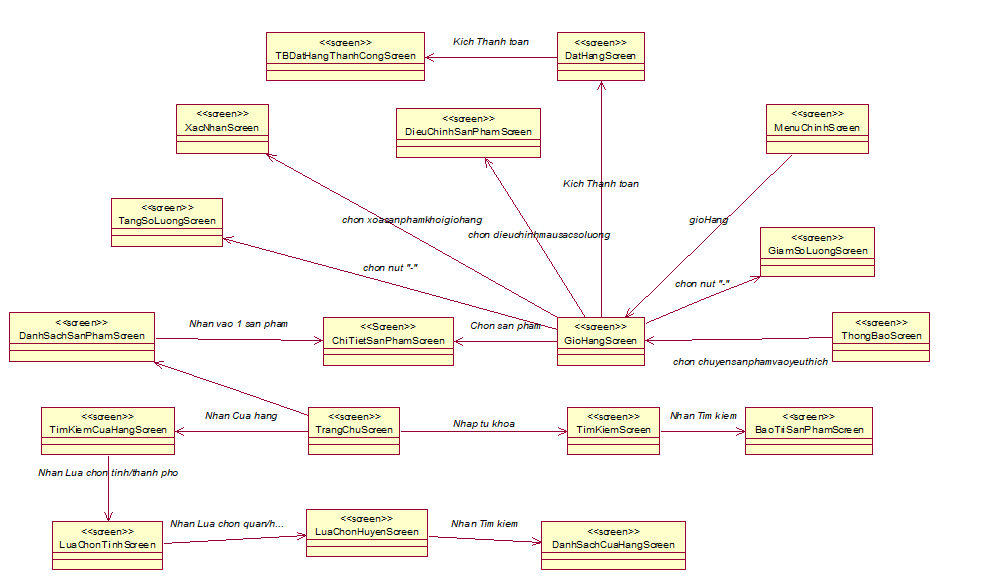 Kich Thanh toan
<<screen>>
TBDatHangThanhCongScreen
<<screen>>
DatHangScreen
<<screen>>
XacNhanScreen
<<screen>>
DieuChinhSanPhamScreen
<<screen>>
MenuChinhScreen
Kich Thanh toan
<<screen>>
TangSoLuongScreen
chon xoasanphamkhoigiohang
gioHang
chon dieuchinhmausacsoluong
<<screen>>
GiamSoLuongScreen
chon nut "-"
chon nut "-"
<<screen>>
DanhSachSanPhamScreen
Nhan vao 1 san pham
<<Screen>>
ChiTietSanPhamScreen
Chon san pham
<<screen>>
GioHangScreen
<<screen>>
ThongBaoScreen
chon chuyensanphamvaoyeuthich
<<screen>>
TimKiemCuaHangScreen
Nhan Cua hang
<<screen>>
TrangChuScreen
Nhap tu khoa
<<screen>>
TimKiemScreen
Nhan Tim kiem
<<screen>>
Nhan Lua chon tinh/thanh pho
<<screen>>
LuaChonTinhScreen
Nhan Lua chon quan/h...
<<screen>>
LuaChonHuyenScreen
Nhan Tim kiem
<<screen>>
DanhSachCuaHangScreen